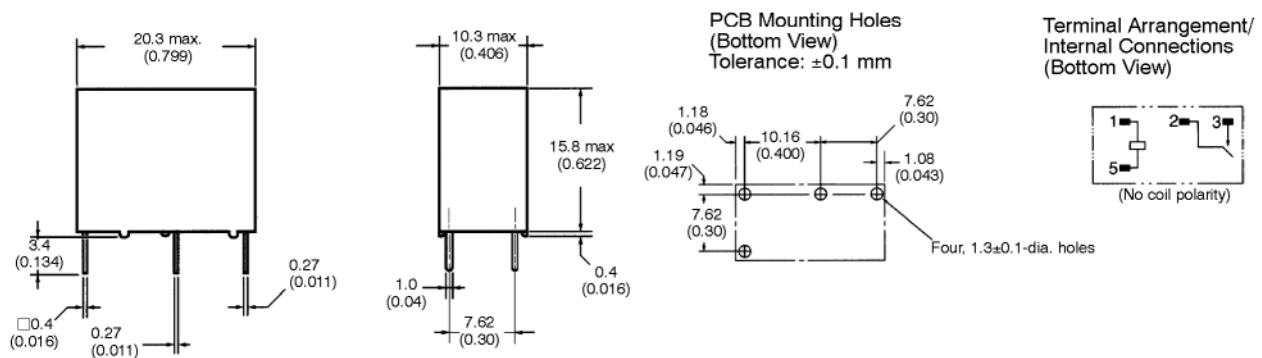 20.3 max.
(0.799)
3.4
(0.134)
□0.4
(0.016)
0.27
(0.011)
0.27
(0.011)
10.3 max
(0.406)
15.8 max
(0.622)
1.0
(0.04)
7.62
(0.30)
0.4
(0.016)
PCB Mounting Holes
(Bottom View)
Tolerance: ±0.1 mm
1.18
(0.046)
10.16
(0.400)
7.62
(0.30)
1.19
(0.047)
1.08
(0.043)
7.62
(0.30)
Four, 1.3±0.1-dia. holes
Terminal Arrangement/
Internal Connections
(Bottom View)
1 2 3
5
(No coil polarity)